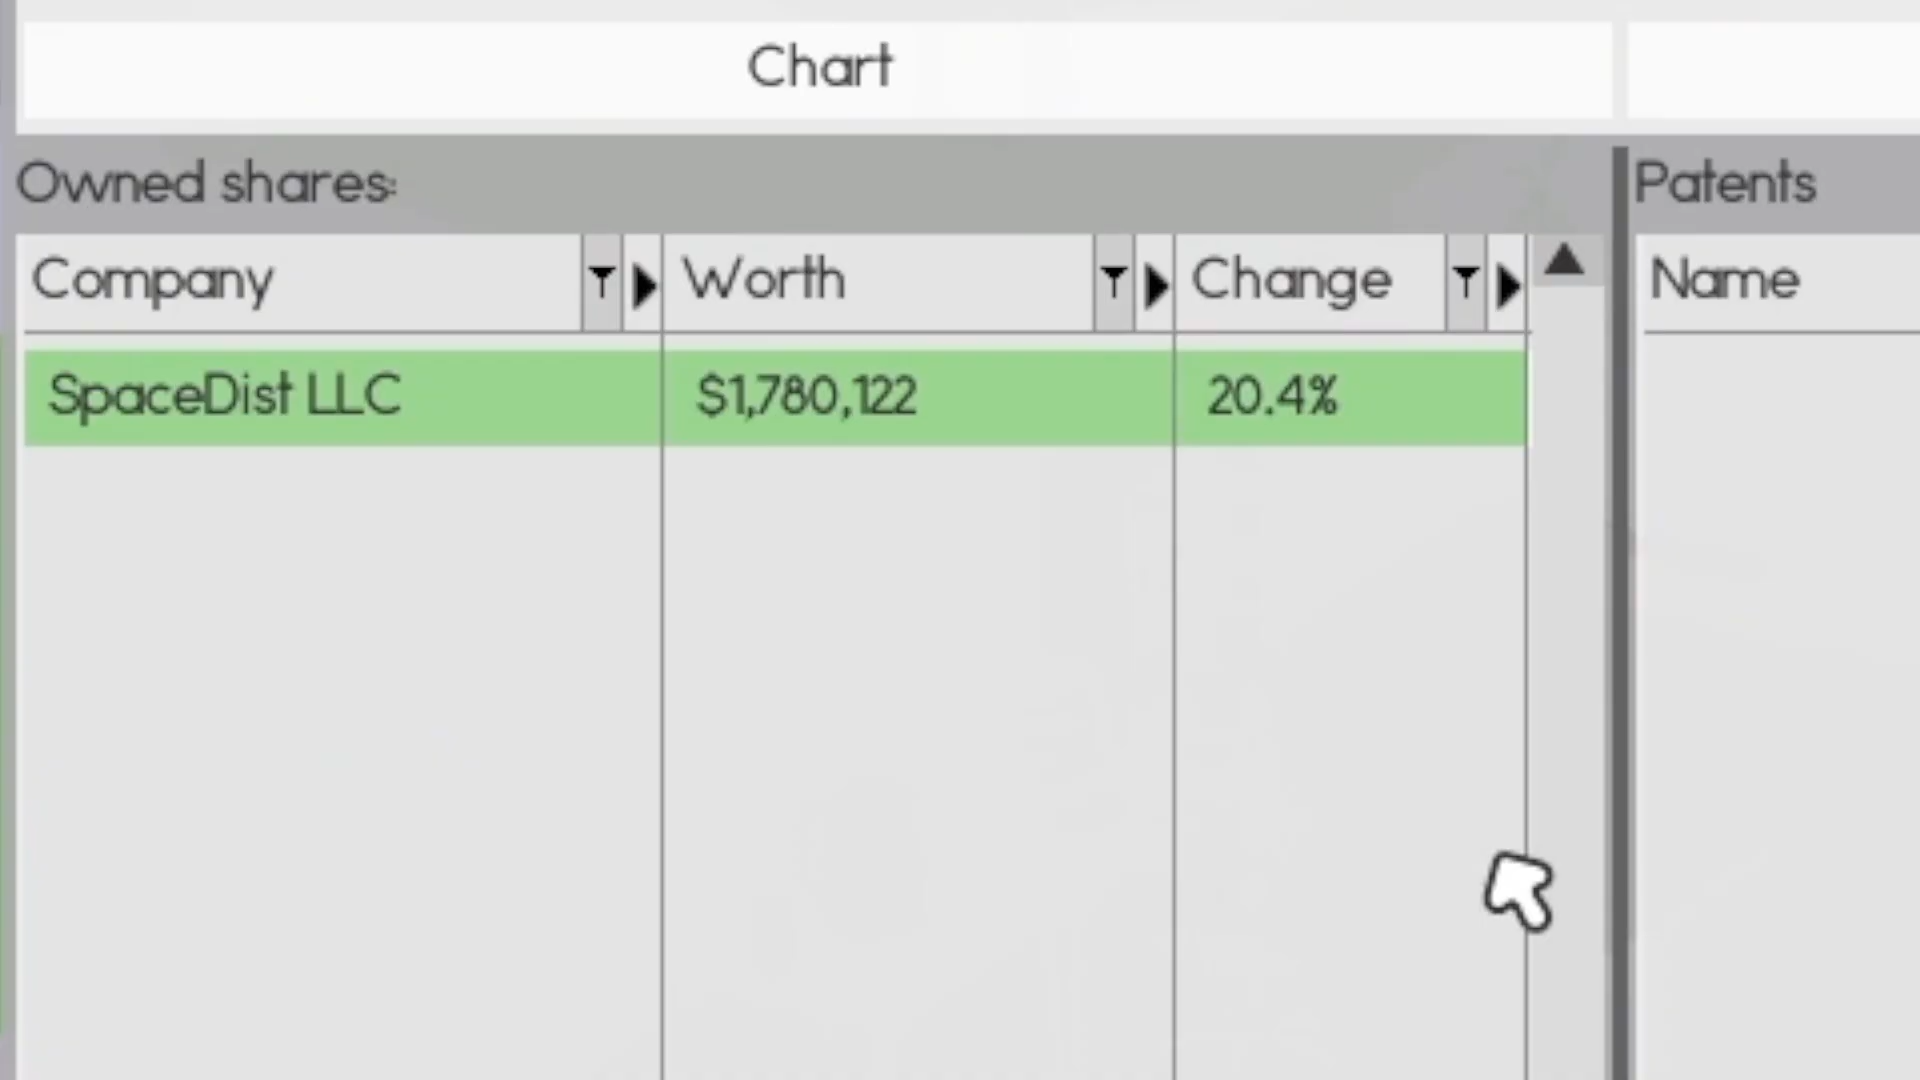 Chart
Owned shares:
Patents
Company
Worth
Change
Name
SpaceDist LLC
$1,780,122
20.4%